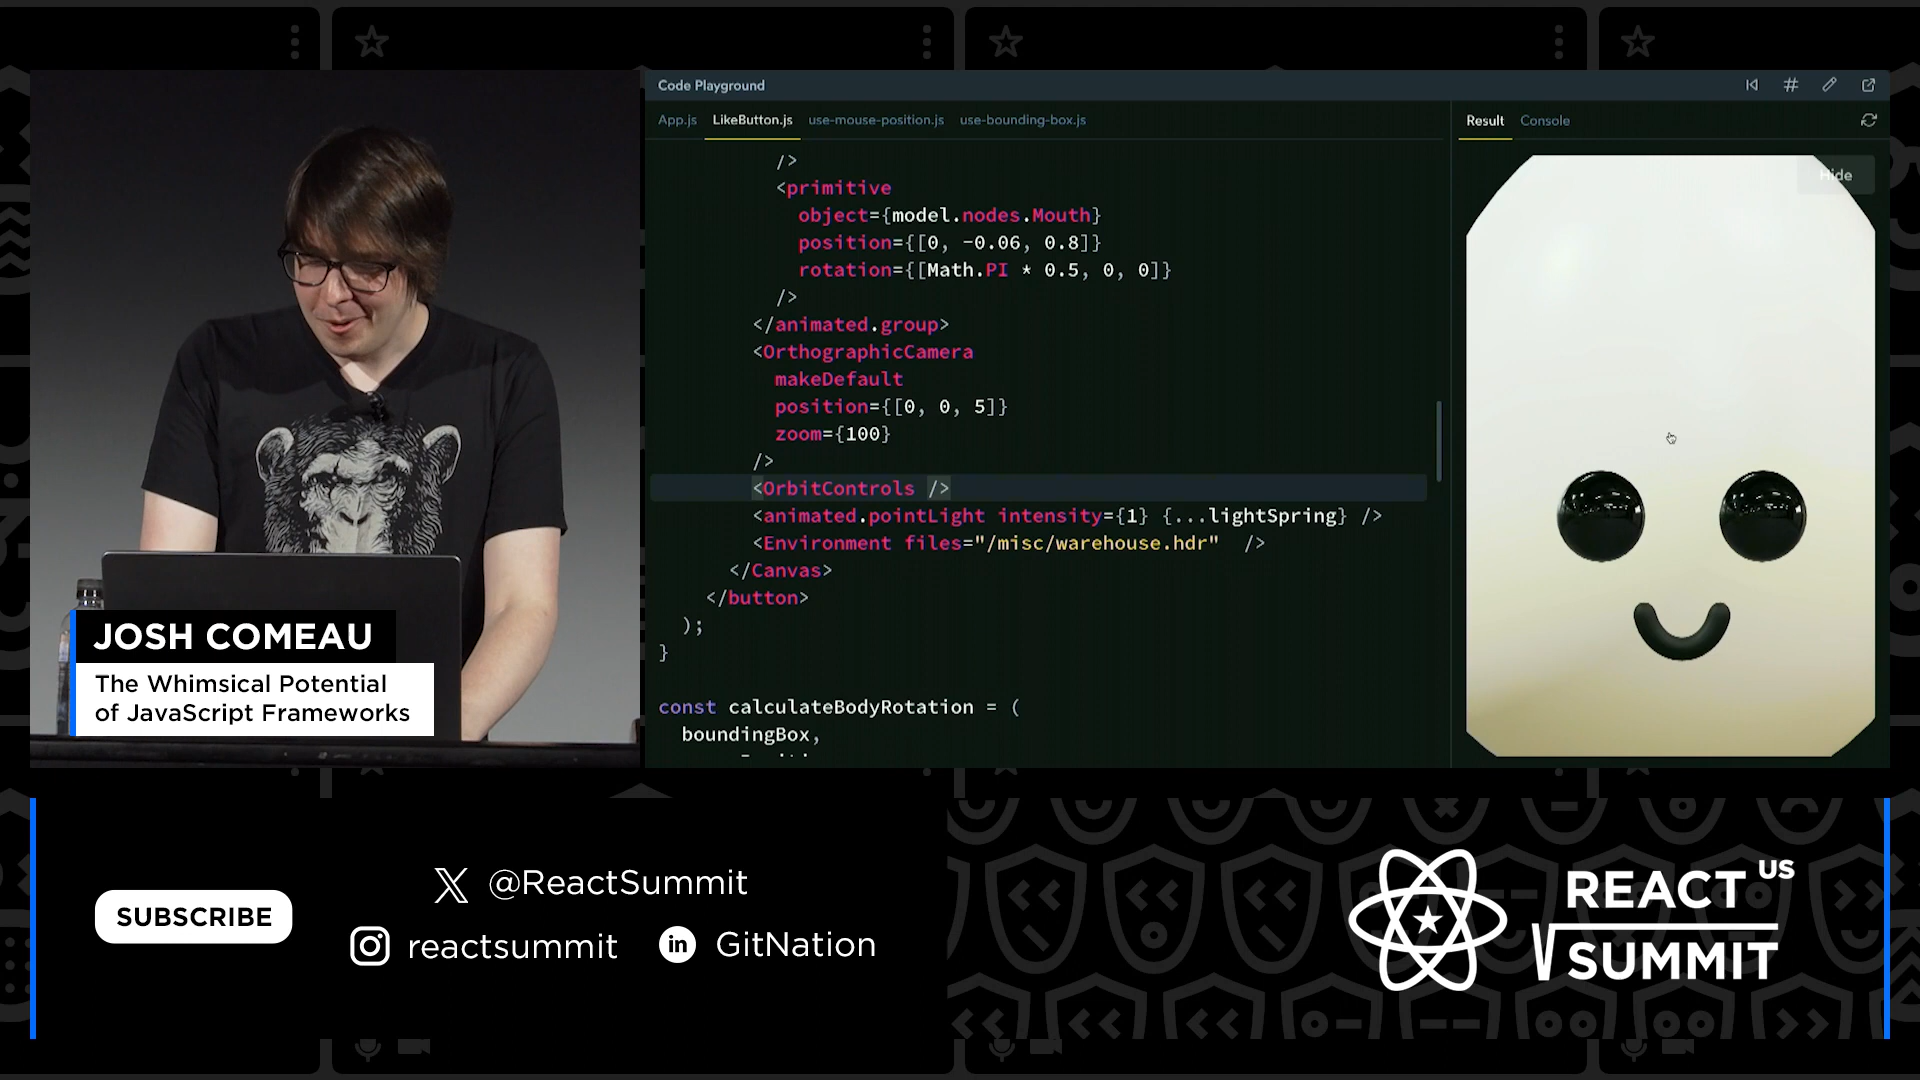 Code Playground
App.js LikeButton.js use-mouse-position.js use-bounding-box.js
Result Console
Hide
/>
<primitive
object={model.nodes.Mouth}
position={[0, -0.06, 0.8]}
rotation={[Math.PI * 0.5, 0, 0]}
/>
</animated.group>
<OrthographicCamera
makeDefault
position={[0, 0, 5]}
zoom={100}
/>
<OrbitControls />
<animated.pointLight intensity={1} {...lightSpring} />
<Environment files="/misc/warehouse.hdr" />
</Canvas>
</button>
);
}
const calculateBodyRotation = (
boundingBox,
JOSH COMEAU
The Whimsical Potential
of JavaScript Frameworks
SUBSCRIBE
@ReactSummit
reactsummit
in GitNation
REACT US
SUMMIT